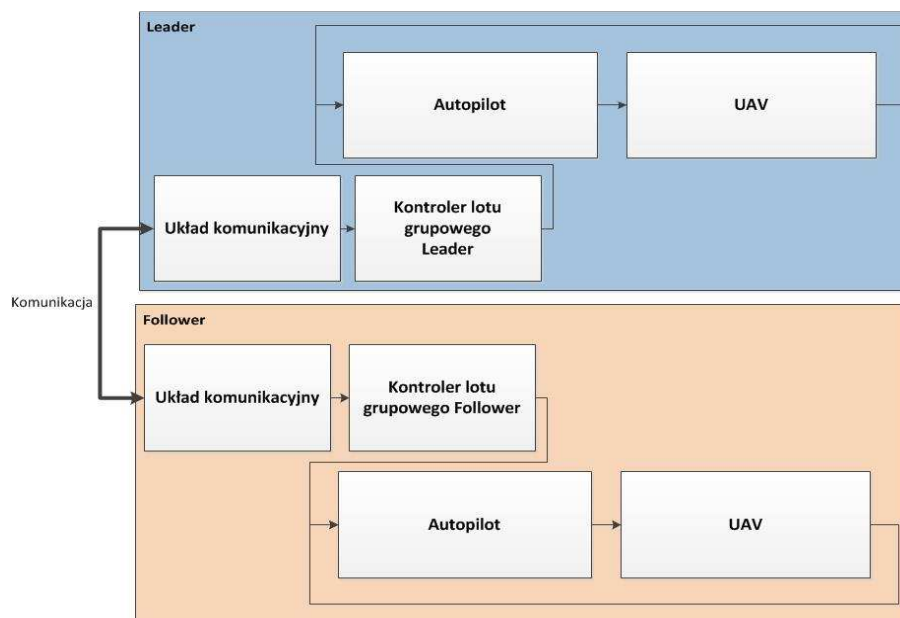 Leader
Autopilot
UAV
Układ komunikacyjny
Kontroler lotu
grupowego
Leader
Komunikacja
Follower
Układ komunikacyjny
Kontroler lotu
grupowego Follower
Autopilot
UAV